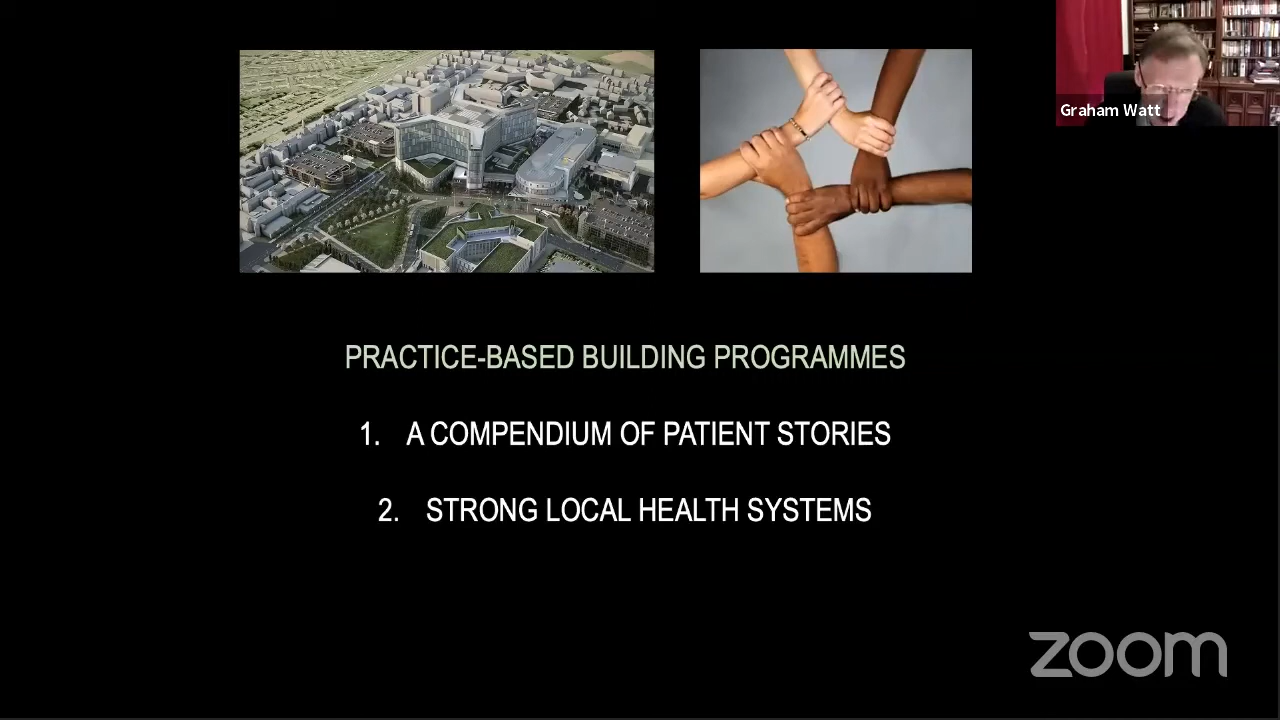 Graham Watt
PRACTICE-BASED BUILDING PROGRAMMES
1. A COMPENDIUM OF PATIENT STORIES
2. STRONG LOCAL HEALTH SYSTEMS
zoom